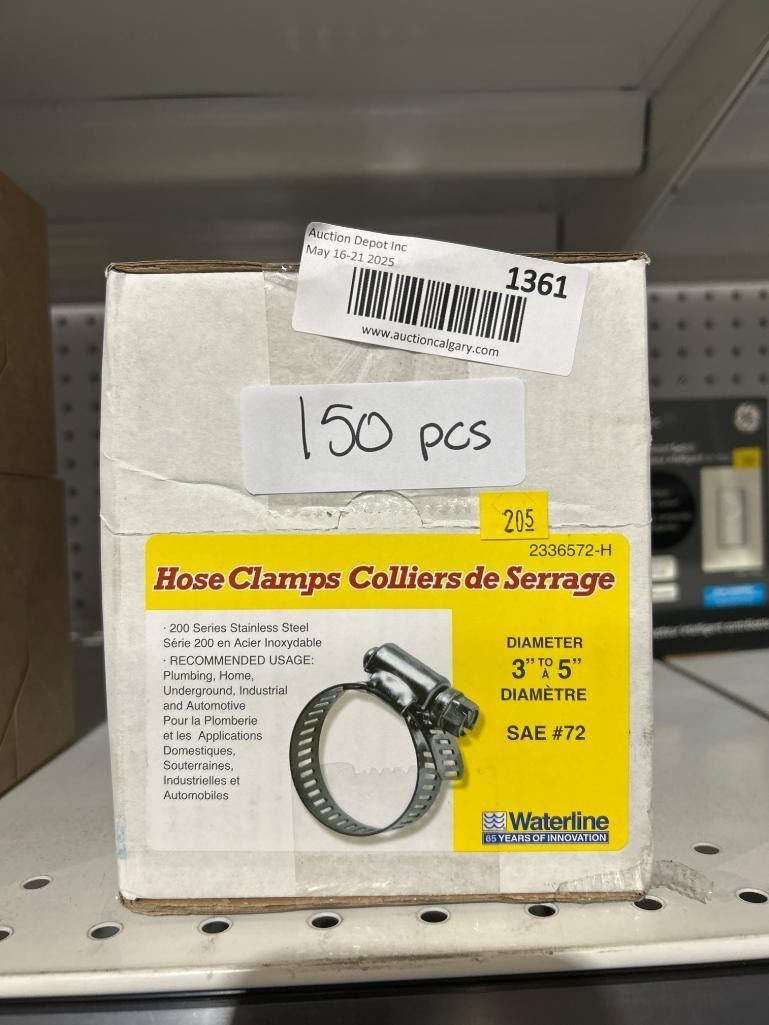 Auction Depot Inc
May 16-21 2025
1361
www.auctioncalgary.com
150 pcs
205
2336572-H
Hose Clamps Colliers de Serrage
· 200 Series Stainless Steel
Série 200 en Acier Inoxydable
· RECOMMENDED USAGE:
Plumbing, Home,
Underground, Industrial
and Automotive
Pour la Plomberie
et les Applications
Domestiques,
Souterraines,
Industrielles et
Automobiles
DIAMETER
3" TO À 5"
DIAMÈTRE
SAE #72
Waterline
65 YEARS OF INNOVATION